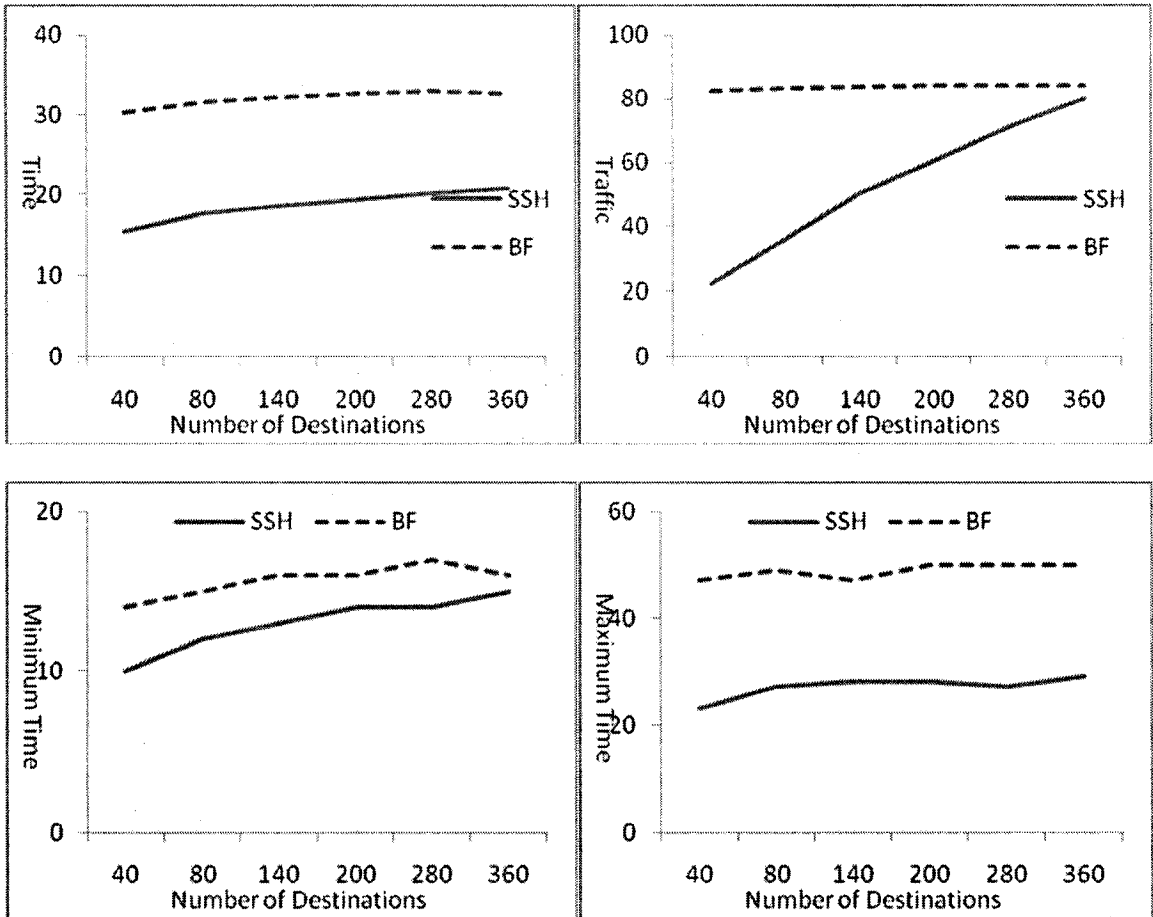 40
30
20
10
0
Time
SSH
BF
40 80 140 200 280 360
Number of Destinations
100
80
60
40
20
0
Traffic
SSH
BF
40 80 140 200 280 360
Number of Destinations
20
10
0
Minimum Time
SSH BF
40 80 140 200 280 360
Number of Destinations
60
40
20
0
Maximum Time
SSH BF
40 80 140 200 280 360
Number of Destinations